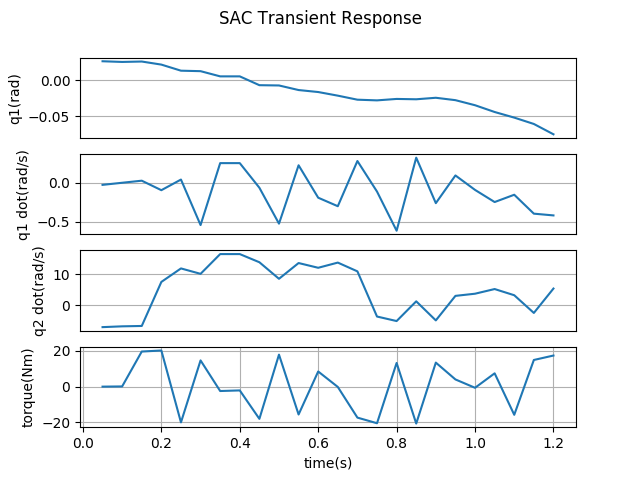 SAC Transient Response
q1(rad)
0.00
−0.05
q1 dot(rad/s)
0.0
−0.5
q2 dot(rad/s)
10
0
torque(Nm)
20
0
−20
0.0 0.2 0.4 0.6 0.8 1.0 1.2
time(s)